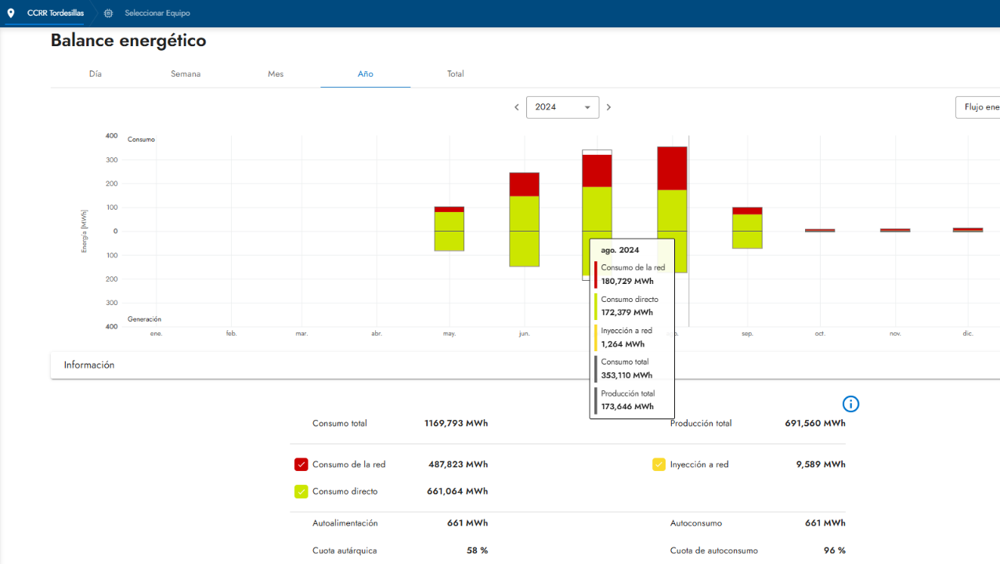 CCRR Tordesillas
Seleccionar Equipo
Balance energético
Día
Semana
Mes
Año
Total
2024
Flujo ene
400
Consumo
300
200
100
0
100
200
300
400
Energía [MWh]
Generación
ene.
feb.
mar.
abr.
may.
jun.
ago.
sep.
oct.
nov.
dic.
ago. 2024
Consumo de la red
180,729 MWh
Consumo directo
172,379 MWh
Inyección a red
1,264 MWh
Consumo total
353,110 MWh
Producción total
173,646 MWh
Información
Consumo total 1169,793 MWh
Producción total 691,560 MWh
Consumo de la red 487,823 MWh
Inyección a red 9,589 MWh
Consumo directo 661,064 MWh
Autoalimentación 661 MWh
Autoconsumo 661 MWh
Cuota autárquica 58 %
Cuota de autoconsumo 96 %